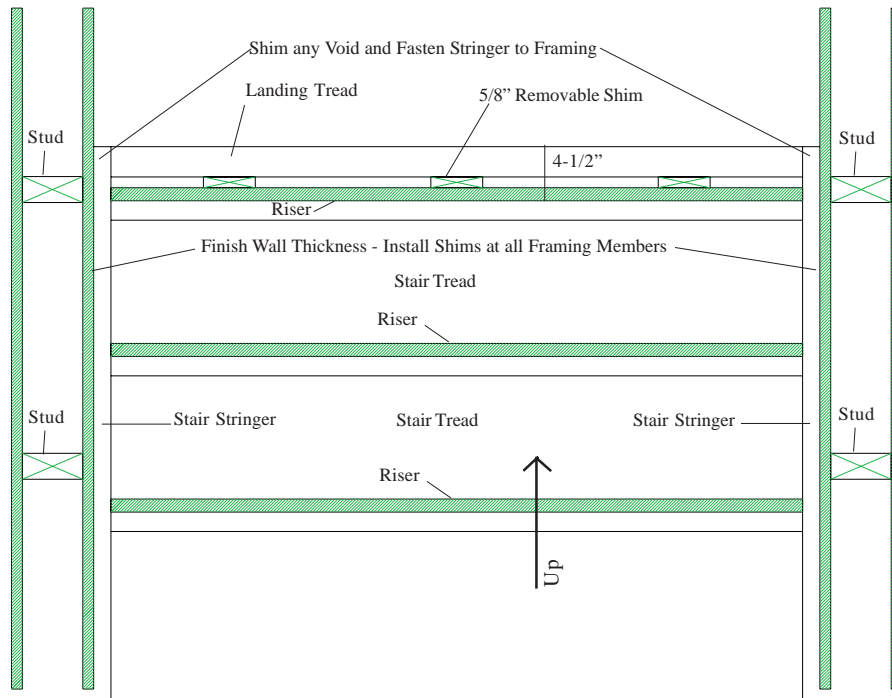 Shim any Void and Fasten Stringer to Framing
Landing Tread
5/8” Removable Shim
Stud
Stud
4-1/2”
Riser
Finish Wall Thickness - Install Shims at all Framing Members
Stair Tread
Riser
Stud
Stair Stringer
Stair Tread
Stair Stringer
Stud
Riser
Up